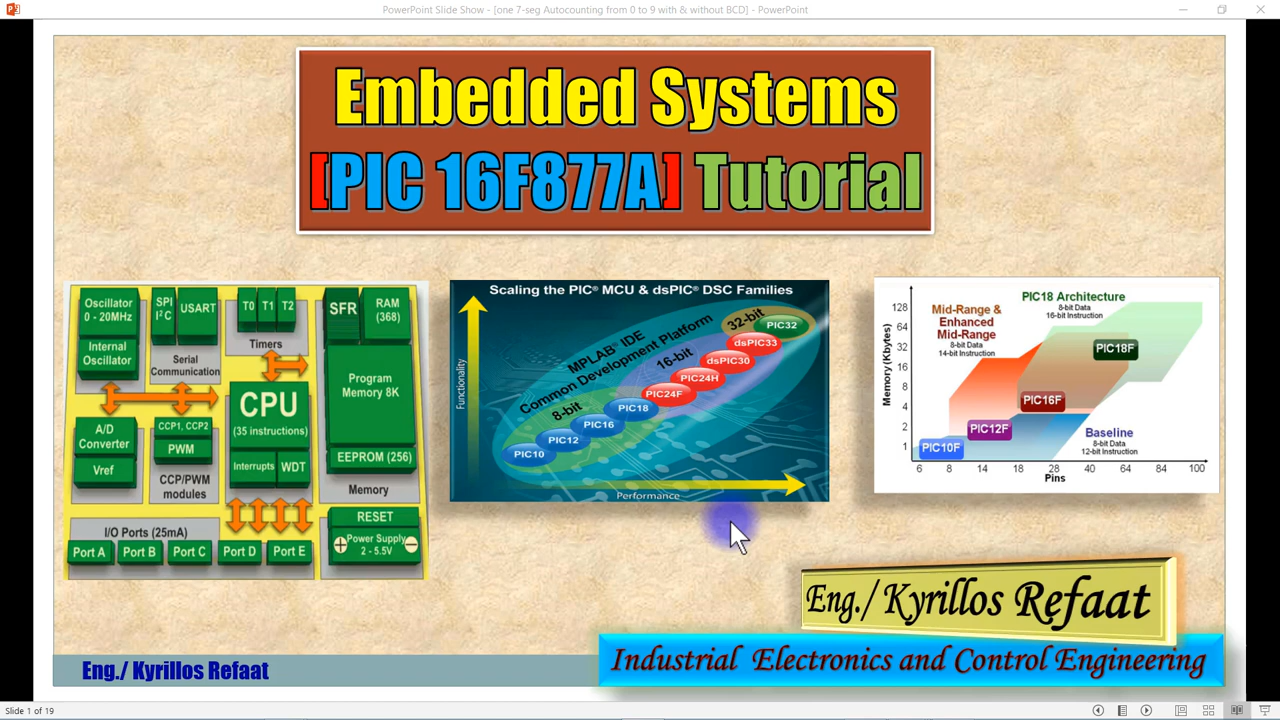 PowerPoint Slide Show - [one 7-seg Autocounting from 0 to 9 with & without BCD] - PowerPoint
Embedded Systems
[PIC 16F877A] Tutorial
Oscillator
0 - 20MHz
Internal
Oscillator
SPI
I²C
USART
Serial
Communication
T0 T1 T2
Timers
SFR
RAM
(368)
Program
Memory 8K
EEPROM (256)
Memory
CPU
(35 instructions)
Interrupts WDT
A/D
Converter
Vref
CCP1, CCP2
PWM
CCP/PWM
modules
I/O Ports (25mA)
Port A Port B Port C Port D Port E
RESET
Power Supply
2 - 5.5V
Scaling the PIC® MCU & dsPIC® DSC Families
Functionality
MPLAB® IDE
Common Development Platform
8-bit
16-bit
32-bit
PIC10
PIC12
PIC16
PIC18
PIC24F
PIC24H
dsPIC30
dsPIC33
PIC32
Performance
Memory (Kbytes)
128
64
32
16
8
4
2
1
Mid-Range &
Enhanced
Mid-Range
8-bit Data
14-bit Instruction
PIC18 Architecture
8-bit Data
16-bit Instruction
PIC18F
PIC16F
PIC12F
PIC10F
Baseline
8-bit Data
12-bit Instruction
6 8 14 18 28 40 64 84 100
Pins
Eng./ Kyrillos Refaat
Industrial Electronics and Control Engineering
Eng./ Kyrillos Refaat
Slide 1 of 19